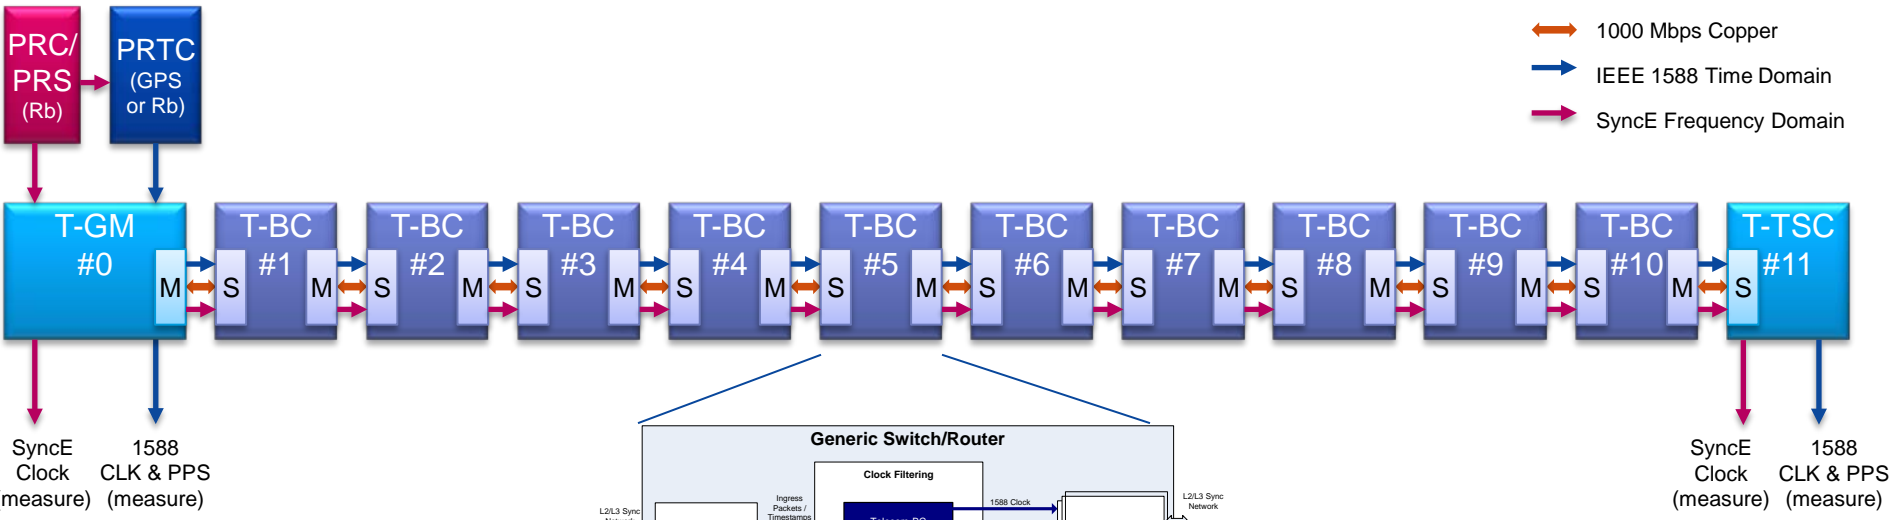 PRC/
PRS
(Rb)
PRTC
(GPS
or Rb)
1000 Mbps Copper
IEEE 1588 Time Domain
SyncE Frequency Domain
T-GM
#0
M
T-BC
#1
S M
T-BC
#2
S M
T-BC
#3
S M
T-BC
#4
S M
T-BC
#5
S M
T-BC
#6
S M
T-BC
#7
S M
T-BC
#8
S M
T-BC
#9
S M
T-BC
#10
S M
T-TSC
#11
S
SyncE
Clock
measure)
1588
CLK & PPS
(measure)
Generic Switch/Router
Clock Filtering
Ingress
Packets /
Timestamps
L2/L3 Sync
1588 Clock
L2/L3 Sync
Network
SyncE
Clock
(measure)
1588
CLK & PPS
(measure)